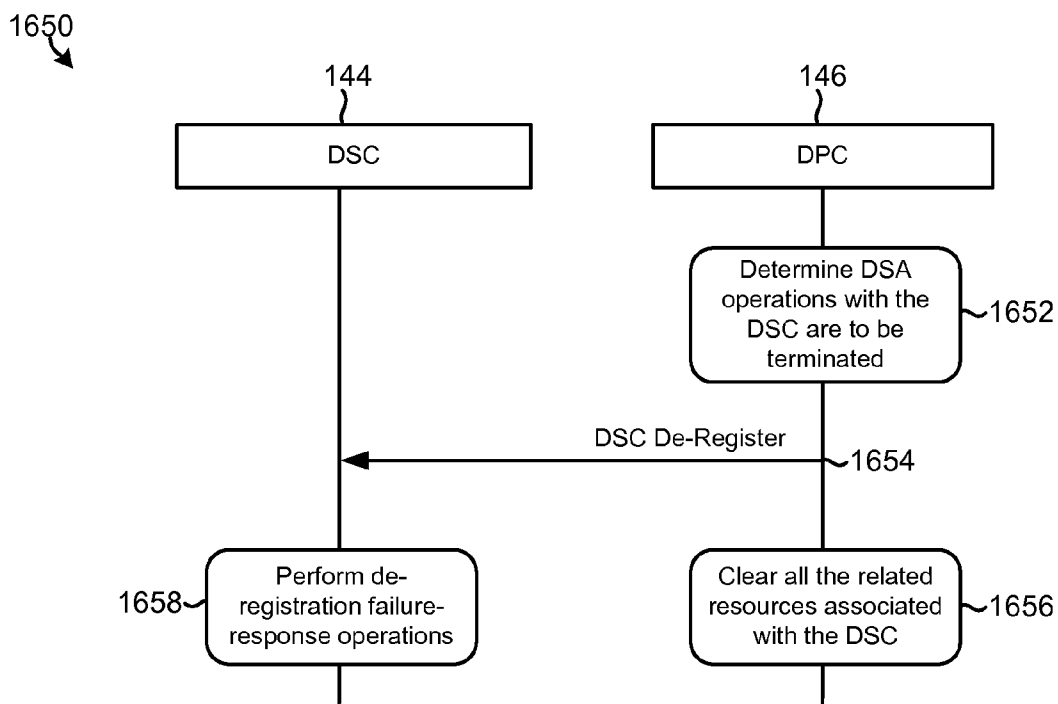 1650
144
146
DSC
DPC
Determine DSA
operations with the
DSC are to be
terminated
1652
DSC De-Register
1654
1658
Perform de-
registration failure-
response operations
Clear all the related
resources associated
with the DSC
1656